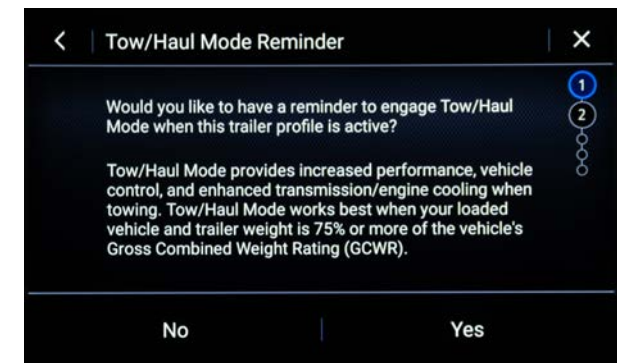 Tow/Haul Mode Reminder
1
Would you like to have a reminder to engage Tow/Haul
Mode when this trailer profile is active?
2
Tow/Haul Mode provides increased performance, vehicle
control, and enhanced transmission/engine cooling when
towing. Tow/Haul Mode works best when your loaded
vehicle and trailer weight is 75% or more of the vehicle's
Gross Combined Weight Rating (GCWR).
No
Yes